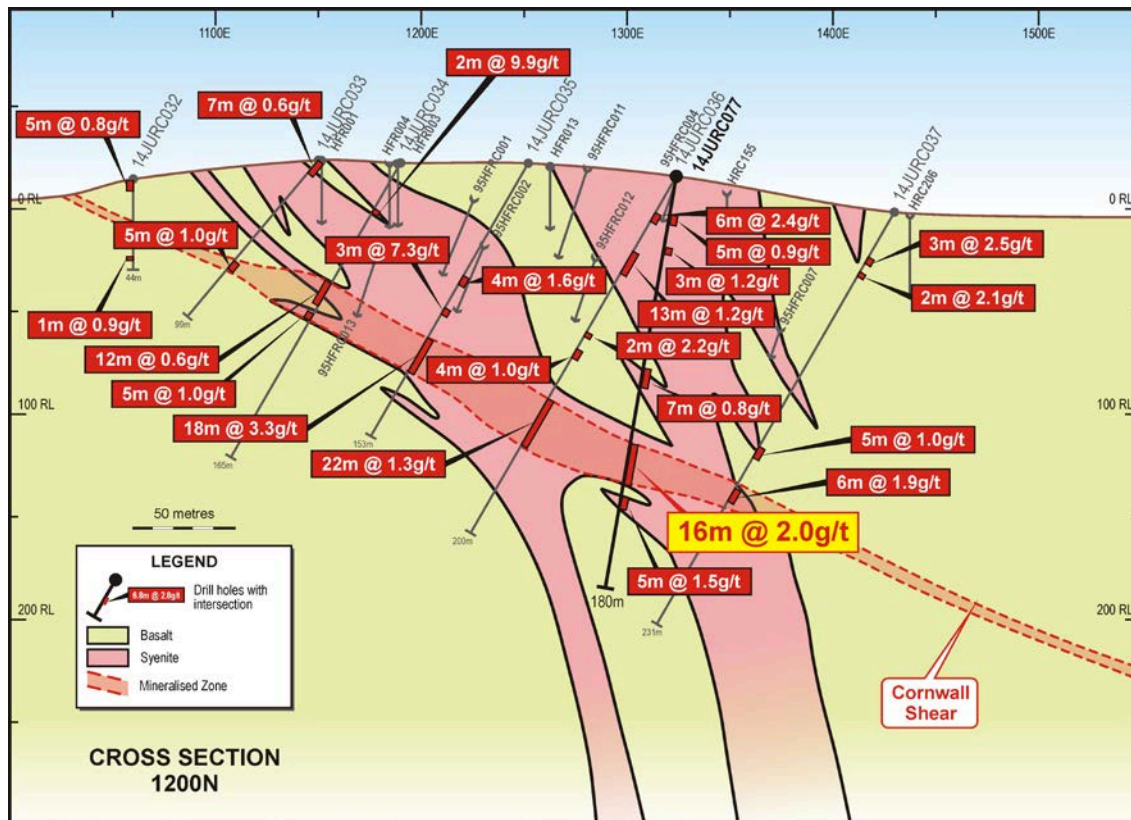 1100E
1200E
1300E
1400E
1500E
2m @ 9.9g/t
7m @ 0.6g/t
5m @ 0.8g/t
14JURC032
14JURC033
HFR001
HFR004
14JURC034
HFR003
95HFRC001
14JURC035
95HFRC002
HFR013
95HFRC011
95HFRC012
95HFRC004
14JURC036
14JURC077
HRC155
95HFRC007
14JURC037
HRC206
0 RL
0 RL
5m @ 1.0g/t
3m @ 7.3g/t
4m @ 1.6g/t
6m @ 2.4g/t
5m @ 0.9g/t
3m @ 1.2g/t
13m @ 1.2g/t
3m @ 2.5g/t
2m @ 2.1g/t
44m
1m @ 0.9g/t
99m
95HFRC013
12m @ 0.6g/t
5m @ 1.0g/t
4m @ 1.0g/t
2m @ 2.2g/t
7m @ 0.8g/t
100 RL
100 RL
18m @ 3.3g/t
153m
165m
22m @ 1.3g/t
5m @ 1.0g/t
6m @ 1.9g/t
16m @ 2.0g/t
200m
5m @ 1.5g/t
180m
231m
200 RL
200 RL
50 metres
LEGEND
6.8m @ 2.8g/t
Drill holes with
intersection
Basalt
Syenite
Mineralised Zone
Cornwall
Shear
CROSS SECTION
1200N